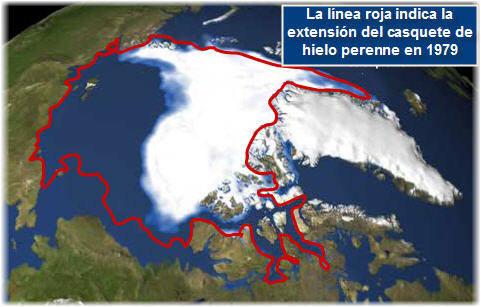 La línea roja indica la
extensión del casquete de
hielo perenne en 1979